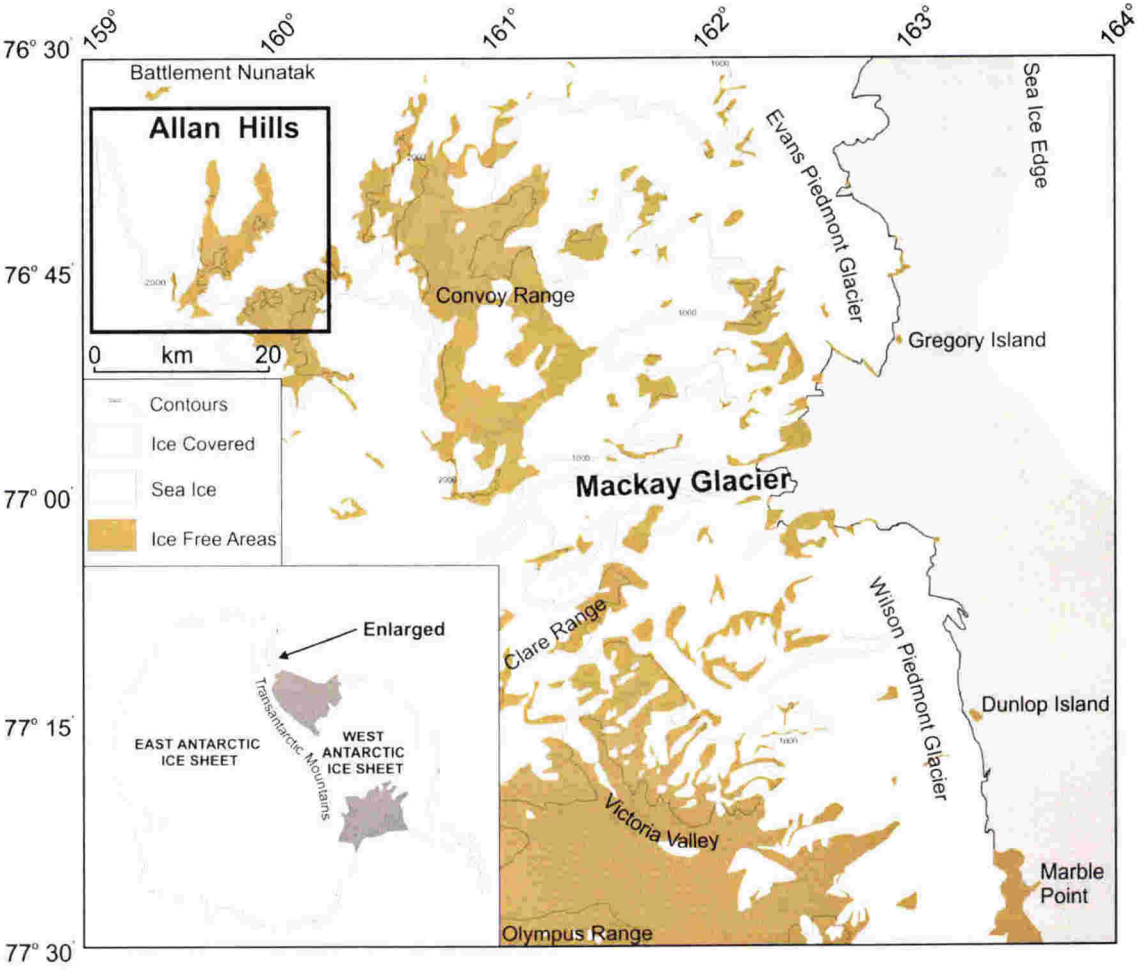 159°
160°
161°
162°
163°
164°
76° 30'
76° 45'
77° 00'
77° 15'
77° 30'
Battlement Nunatak
Allan Hills
1000
2000
2000
Evans Piedmont Glacier
Sea Ice Edge
Convoy Range
1000
Gregory Island
0 km 20
Contours
Ice Covered
Sea Ice
Ice Free Areas
1000
2000
Mackay Glacier
Clare Range
Wilson Piedmont Glacier
Dunlop Island
1000
Victoria Valley
Marble
Point
Olympus Range
Enlarged
Transantarctic Mountains
EAST ANTARCTIC
ICE SHEET
WEST
ANTARCTIC
ICE SHEET